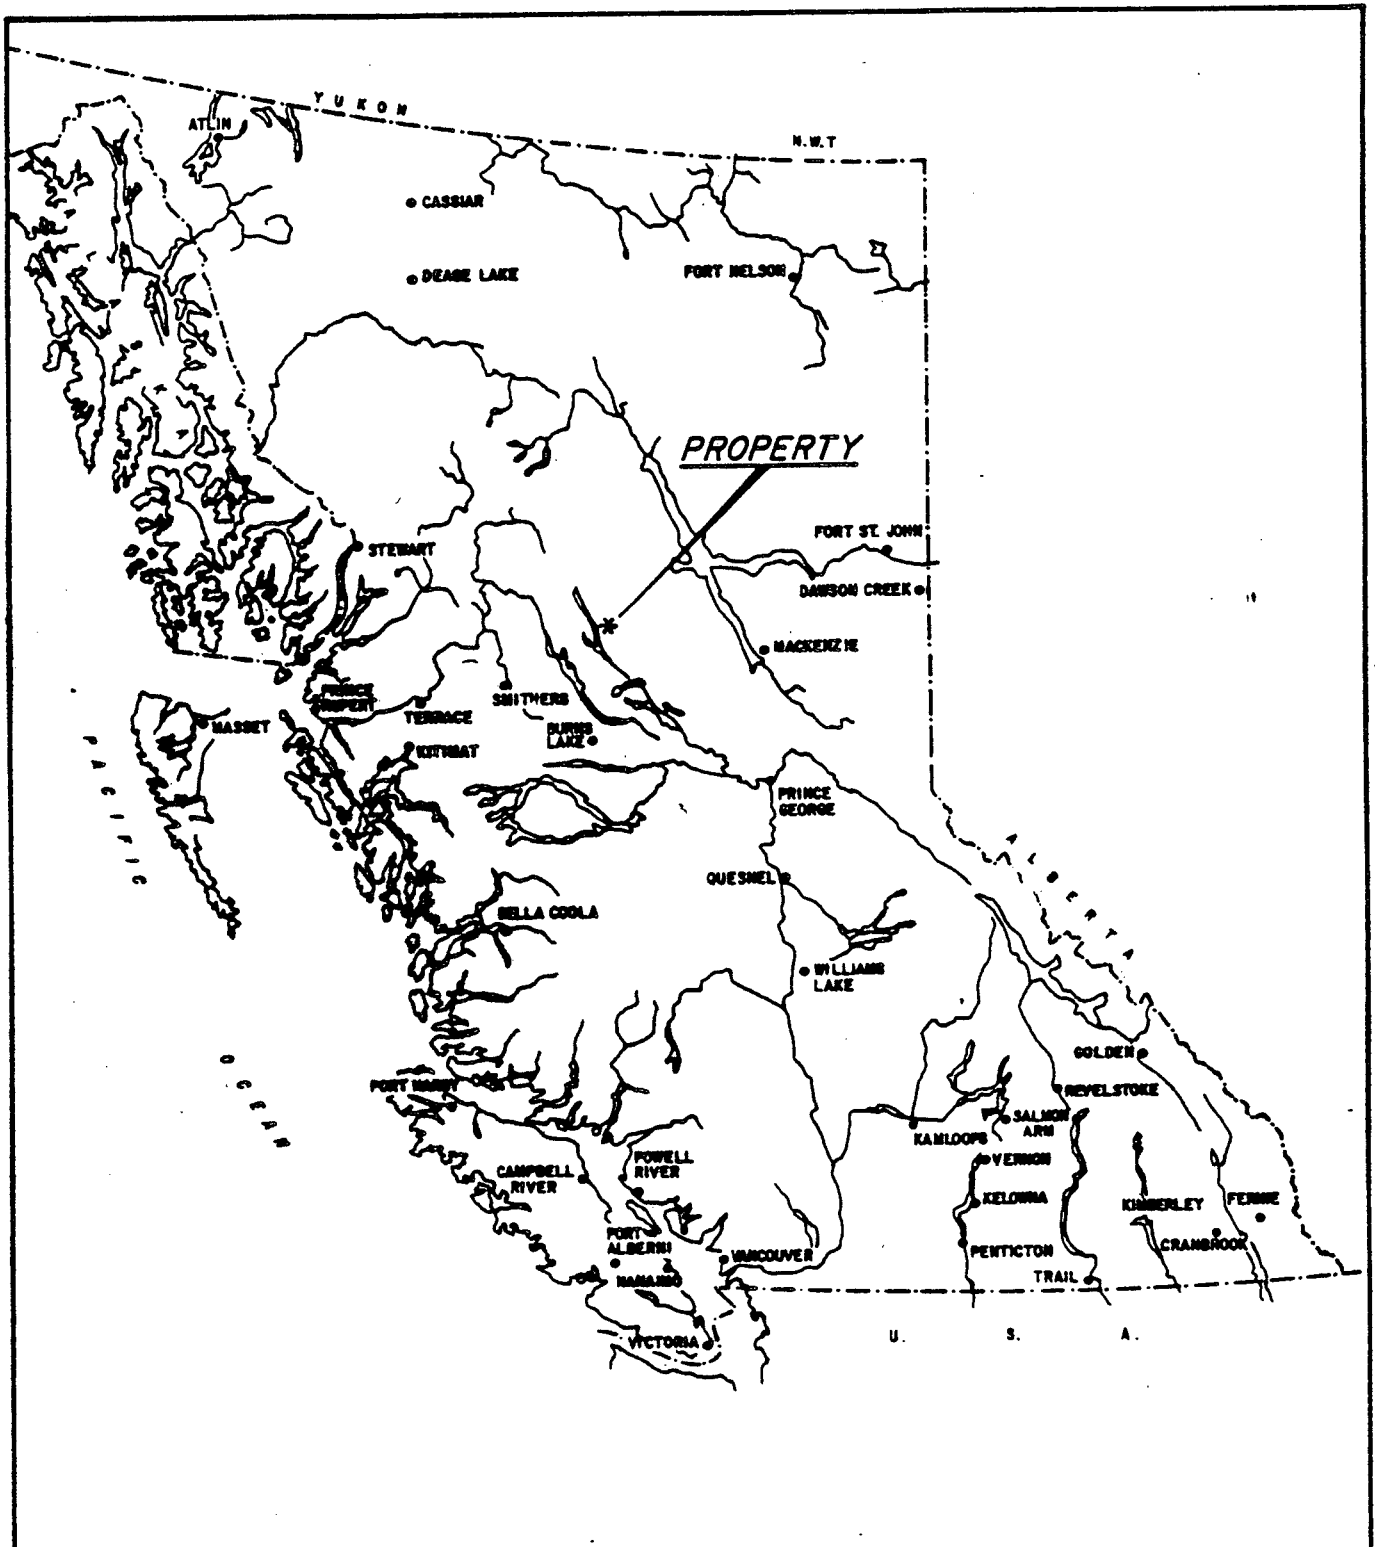 YUKON
ATLIN
N.W.T
CASSIAR
DEASE LAKE
FORT NELSON
PROPERTY
STEWART
FORT ST. JOHN
DAWSON CREEK
MACKENZIE
PRINCE
RUPERT
TERRACE
SMITHERS
MASSET
KITIMAT
BURNS
LAKE
PRINCE
GEORGE
PACIFIC
OCEAN
ALBERTA
QUESNEL
BELLA COOLA
WILLIAMS
LAKE
GOLDEN
PORT HARDY
REVELSTOKE
SALMON
ARM
KAMLOOPS
CAMPBELL
RIVER
POWELL
RIVER
VERNON
KELOWNA
KIMBERLEY
FERNIE
PORT
ALBERNI
VANCOUVER
PENTICTON
CRANBROOK
NANAIMO
TRAIL
VICTORIA
U. S. A.